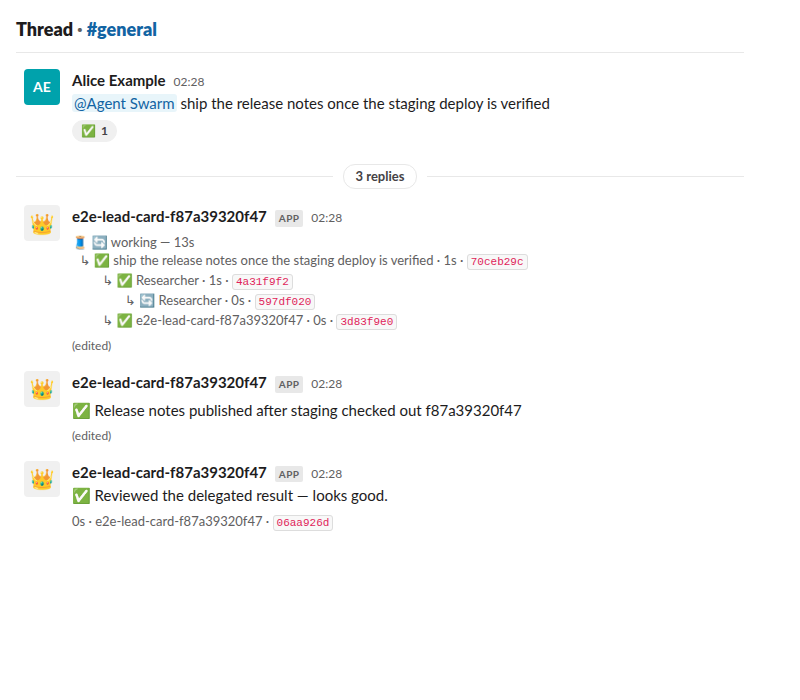 Thread • #general
AE
Alice Example 02:28
@Agent Swarm ship the release notes once the staging deploy is verified
✅ 1
3 replies
e2e-lead-card-f87a39320f47 APP 02:28
🧵 🔄 working — 13s
↳ ✅ ship the release notes once the staging deploy is verified · 1s · 70ceb29c
↳ ✅ Researcher · 1s · 4a31f9f2
↳ 🔄 Researcher · 0s · 597df020
↳ ✅ e2e-lead-card-f87a39320f47 · 0s · 3d83f9e0
(edited)
e2e-lead-card-f87a39320f47 APP 02:28
✅ Release notes published after staging checked out f87a39320f47
(edited)
e2e-lead-card-f87a39320f47 APP 02:28
✅ Reviewed the delegated result — looks good.
0s · e2e-lead-card-f87a39320f47 · 06aa926d